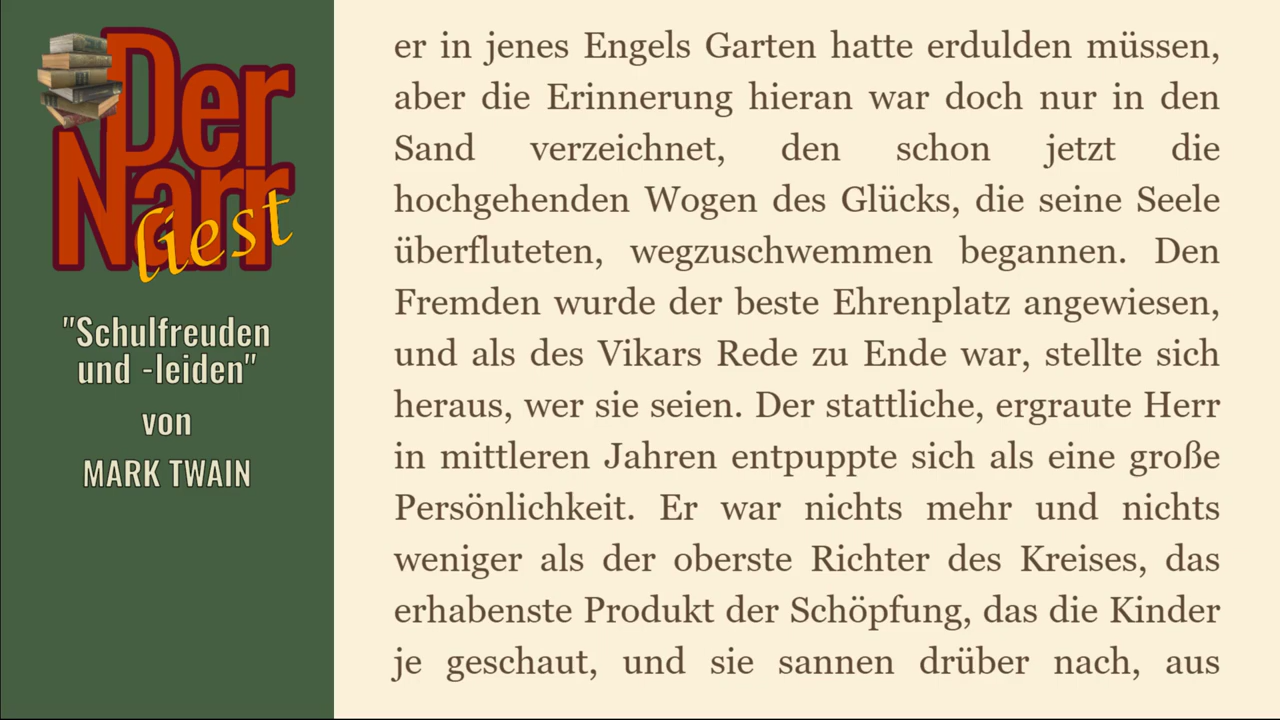 Der
Narr
liest
"Schulfreuden
und -leiden"
von
MARK TWAIN
er in jenes Engels Garten hatte erdulden müssen,
aber die Erinnerung hieran war doch nur in den
Sand verzeichnet, den schon jetzt die
hochgehenden Wogen des Glücks, die seine Seele
überfluteten, wegzuschwemmen begannen. Den
Fremden wurde der beste Ehrenplatz angewiesen,
und als des Vikars Rede zu Ende war, stellte sich
heraus, wer sie seien. Der stattliche, ergraute Herr
in mittleren Jahren entpuppte sich als eine große
Persönlichkeit. Er war nichts mehr und nichts
weniger als der oberste Richter des Kreises, das
erhabenste Produkt der Schöpfung, das die Kinder
je geschaut, und sie sannen drüber nach, aus